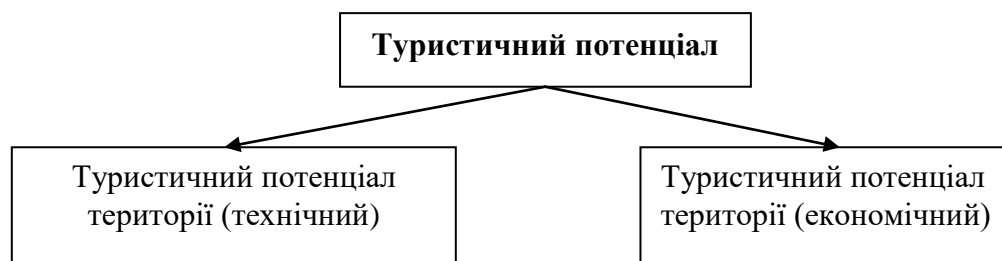 Туристичний потенціал
Туристичний потенціал
території (технічний)
Туристичний потенціал
території (економічний)